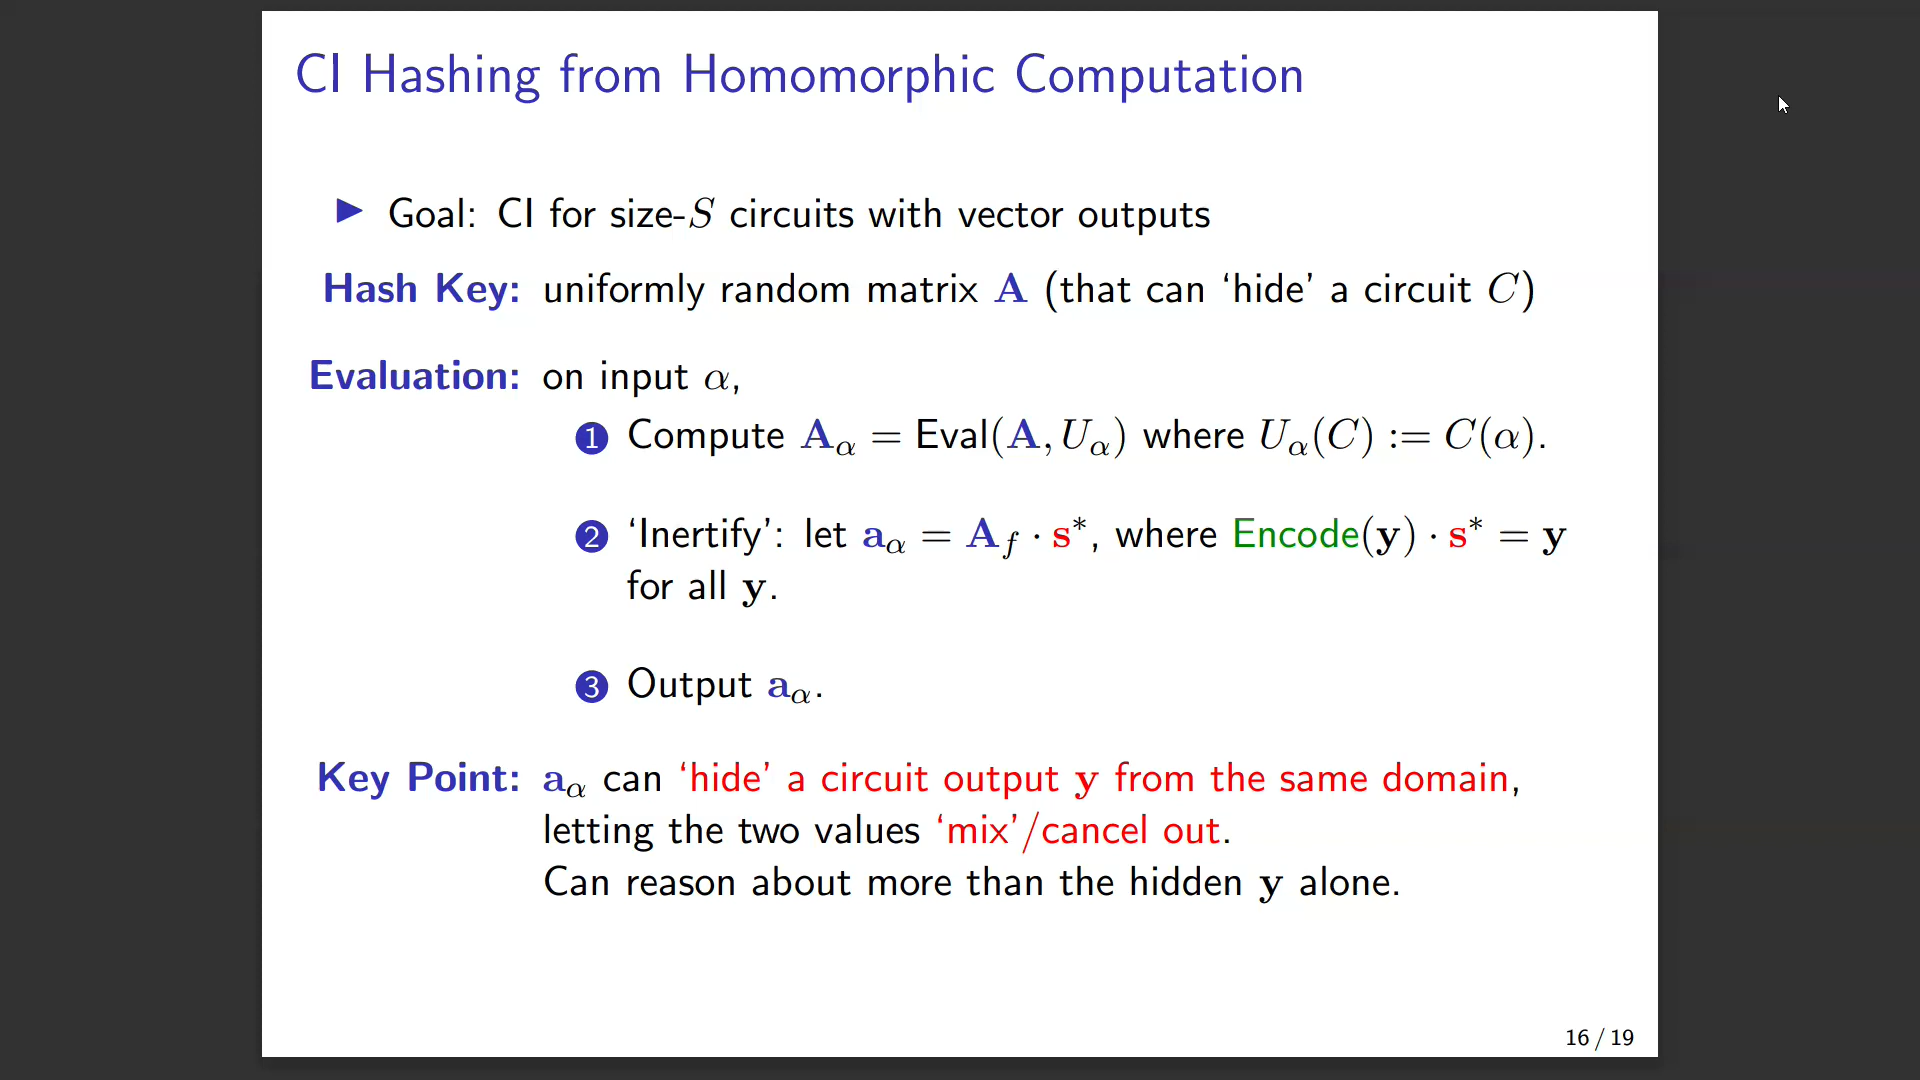 CI Hashing from Homomorphic Computation
▶ Goal: CI for size-S circuits with vector outputs
Hash Key: uniformly random matrix A (that can ‘hide’ a circuit C)
Evaluation: on input α,
1 Compute A_α = Eval(A, U_α) where U_α(C) := C(α).
2 ‘Inertify’: let a_α = A_f · s*, where Encode(y) · s* = y
for all y.
3 Output a_α.
Key Point: a_α can ‘hide’ a circuit output y from the same domain,
letting the two values ‘mix’/cancel out.
Can reason about more than the hidden y alone.
16 / 19